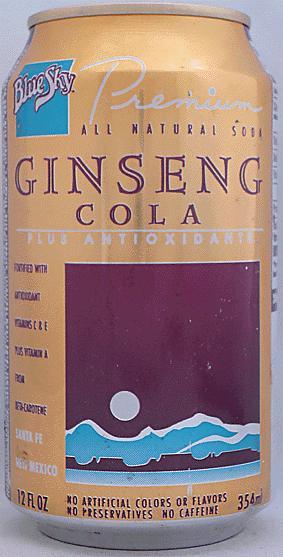 Blue Sky
Premium
ALL NATURAL SODA
GINSENG
COLA
PLUS ANTIOXIDANTS
FORTIFIED WITH
ANTIOXIDANT
VITAMINS C & E
PLUS VITAMIN A
FROM
BETA-CAROTENE
SANTA FE
NEW MEXICO
12 FL OZ
NO ARTIFICIAL COLORS OR FLAVORS
NO PRESERVATIVES NO CAFFEINE
354ml